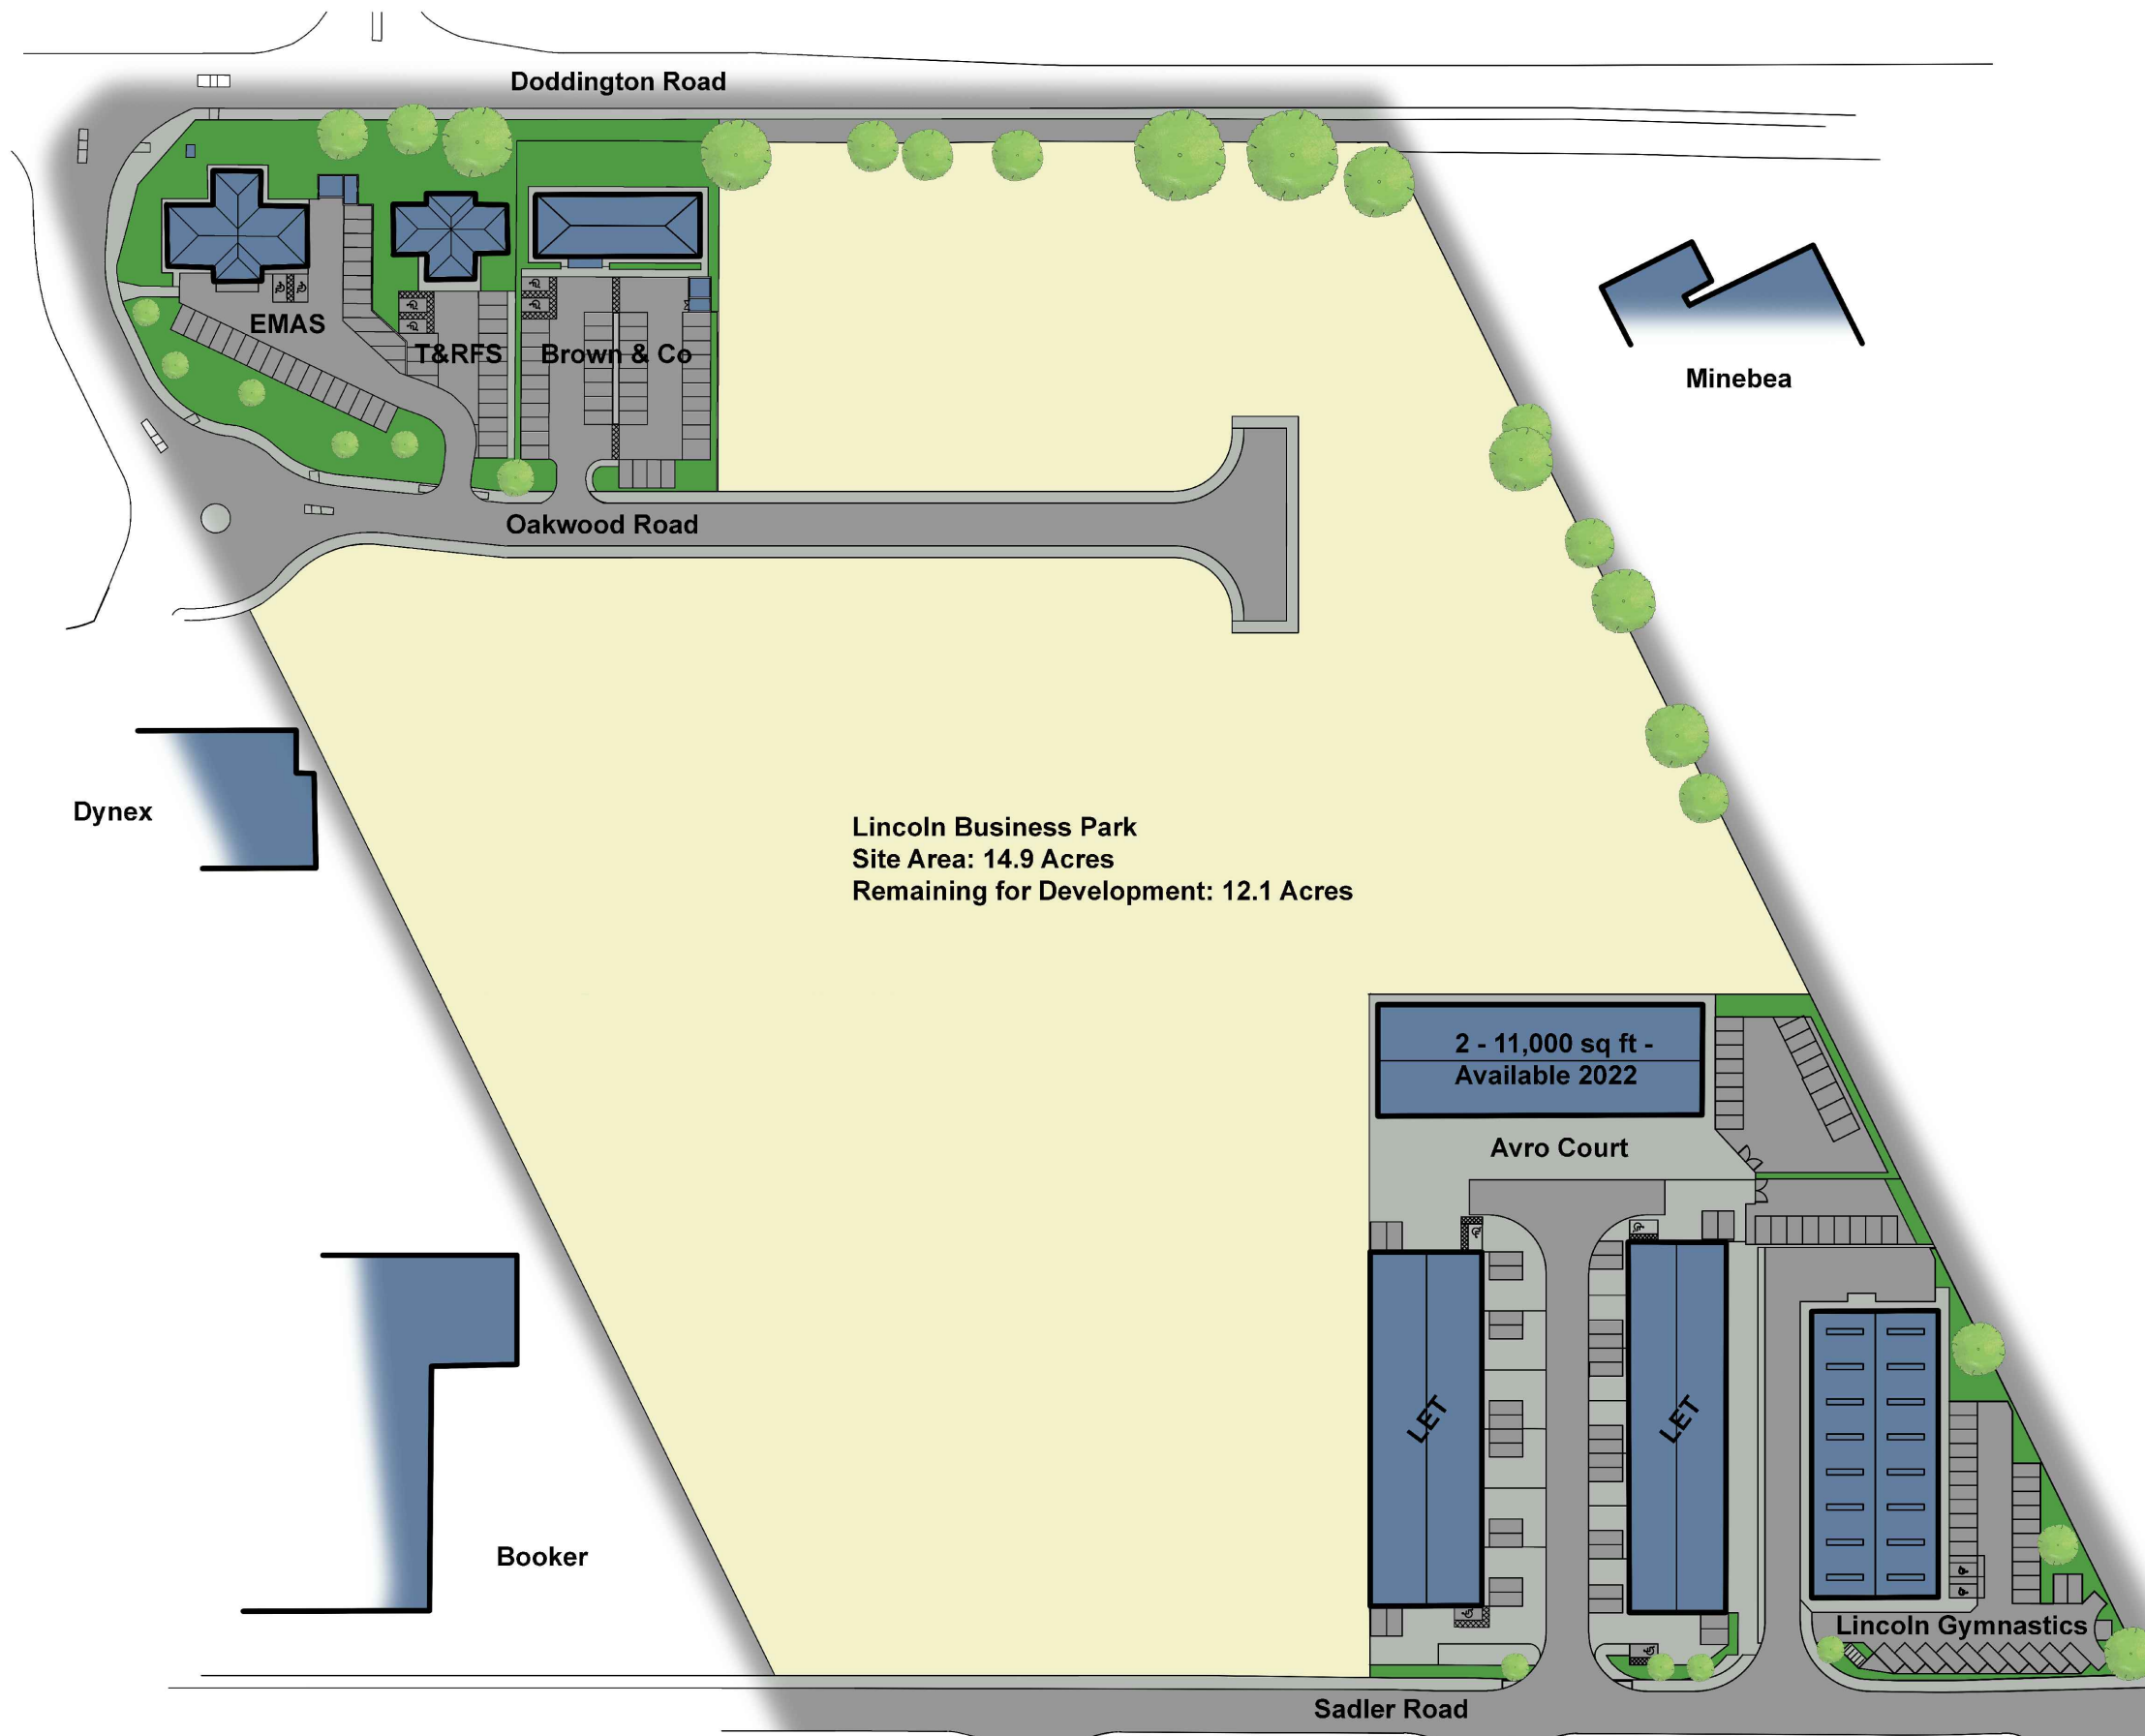 Doddington Road
EMAS
T&RFS
Brown & Co
Minebea
Oakwood Road
Dynex
Lincoln Business Park
Site Area: 14.9 Acres
Remaining for Development: 12.1 Acres
2 - 11,000 sq ft -
Available 2022
Avro Court
LET
LET
Booker
Lincoln Gymnastics
Sadler Road